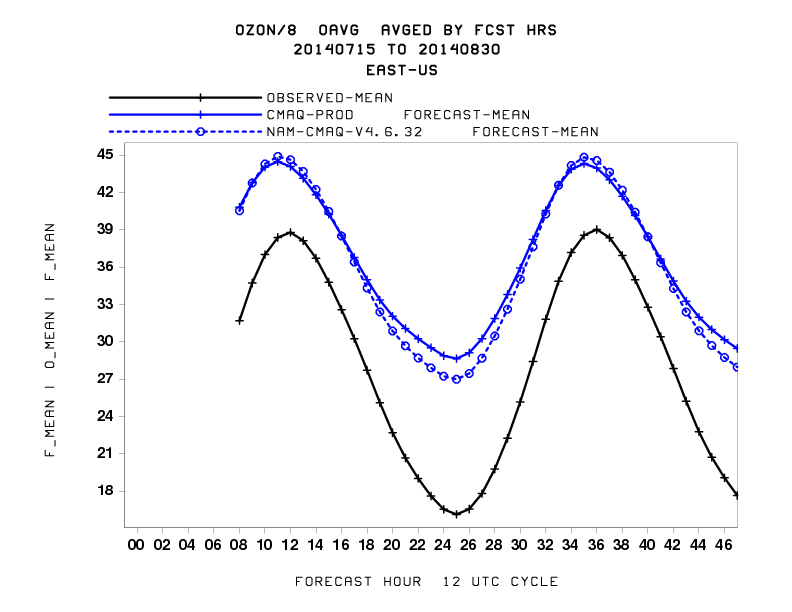 OZON/8 OAVG AVGED BY FCST HRS
20140715 TO 20140830
EAST-US
OBSERVED-MEAN
CMAQ-PROD FORECAST-MEAN
NAM-CMAQ-V4.6.32 FORECAST-MEAN
F_MEAN | O_MEAN | F_MEAN
45
42
39
36
33
30
27
24
21
18
00 02 04 06 08 10 12 14 16 18 20 22 24 26 28 30 32 34 36 38 40 42 44 46
FORECAST HOUR 12 UTC CYCLE